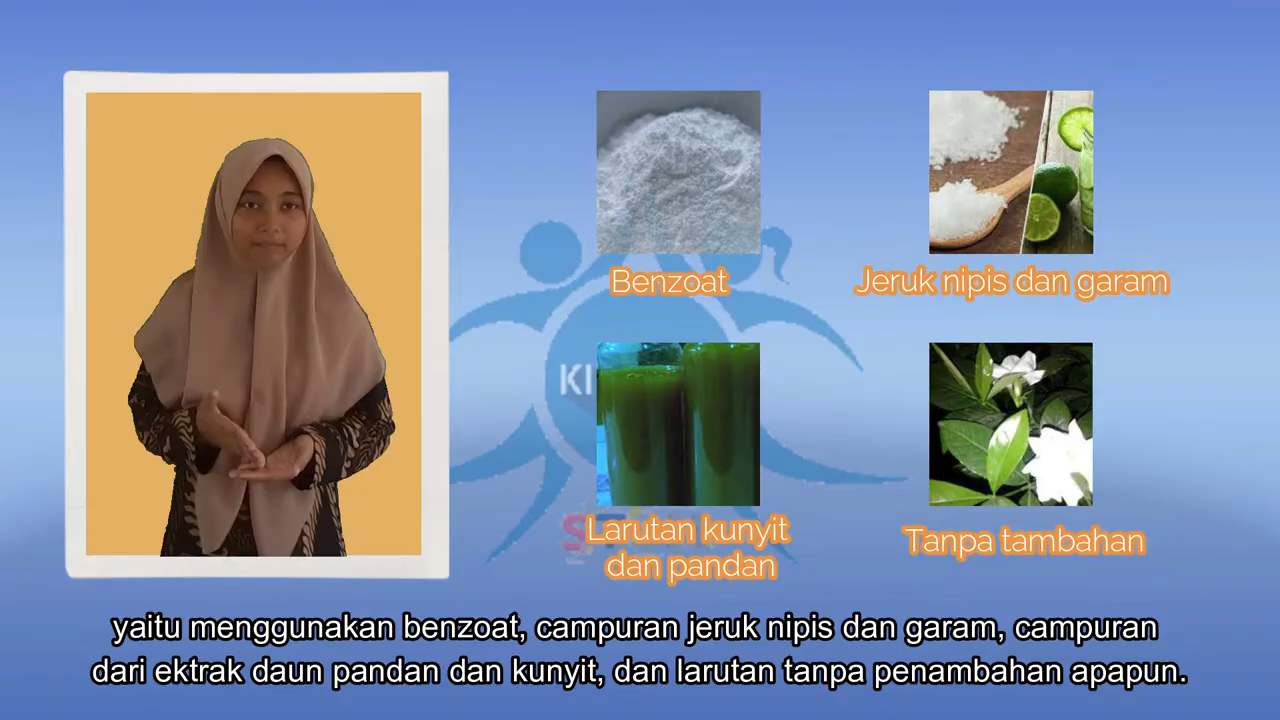 Benzoat
Jeruk nipis dan garam
KI
Larutan kunyit
dan pandan
Tanpa tambahan
yaitu menggunakan benzoat, campuran jeruk nipis dan garam, campuran
dari ektrak daun pandan dan kunyit, dan larutan tanpa penambahan apapun.